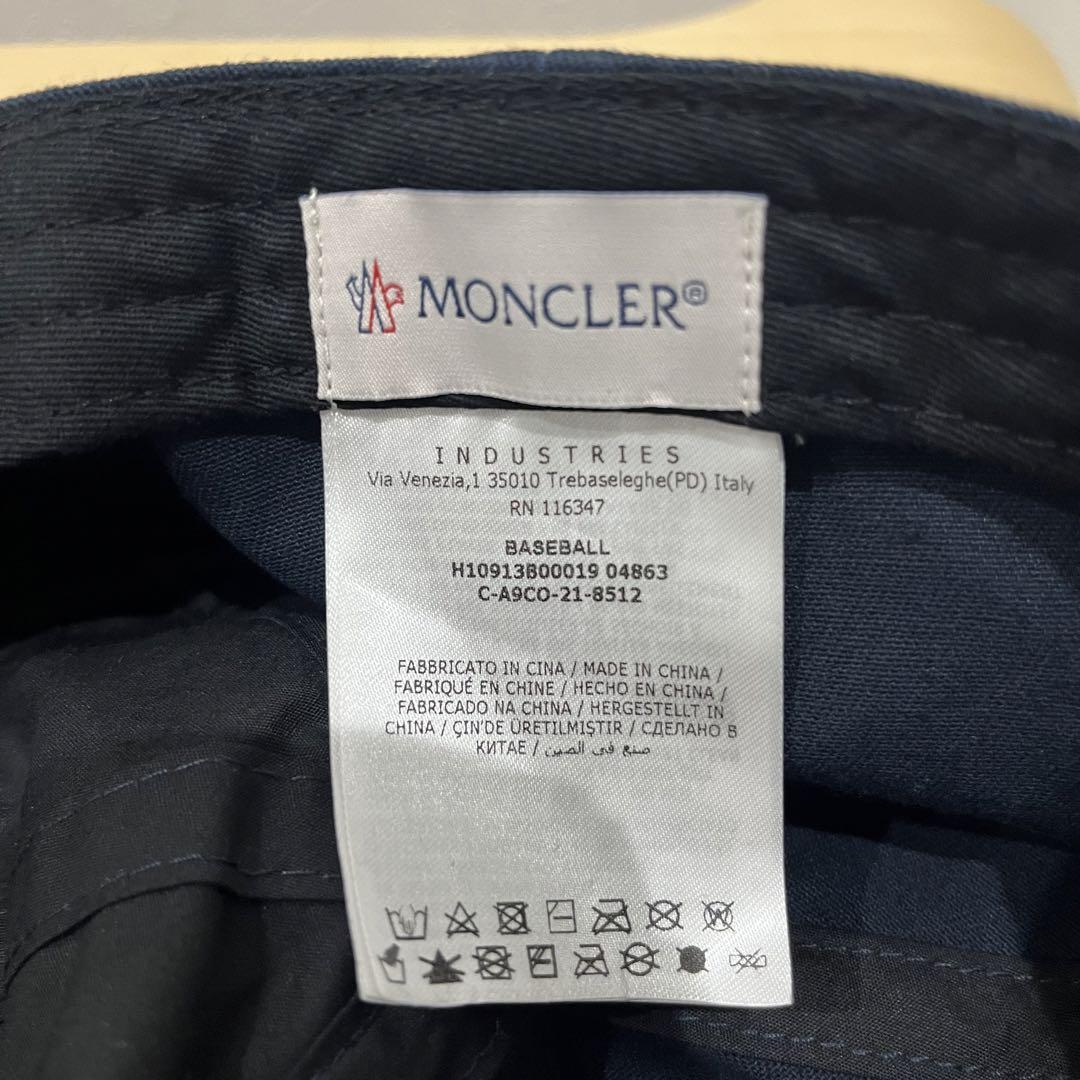 MONCLER®
INDUSTRIES
Via Venezia,1 35010 Trebaseleghe(PD) Italy
RN 116347
BASEBALL
H10913B00019 04863
C-A9CO-21-8512
FABBRICATO IN CINA / MADE IN CHINA /
FABRIQUÉ EN CHINE / HECHO EN CHINA /
FABRICADO NA CHINA / HERGESTELLT IN
CHINA / ÇİN'DE ÜRETILMIŞTIR / СДЕЛАНО В
КИТАЕ / صنع في الصين